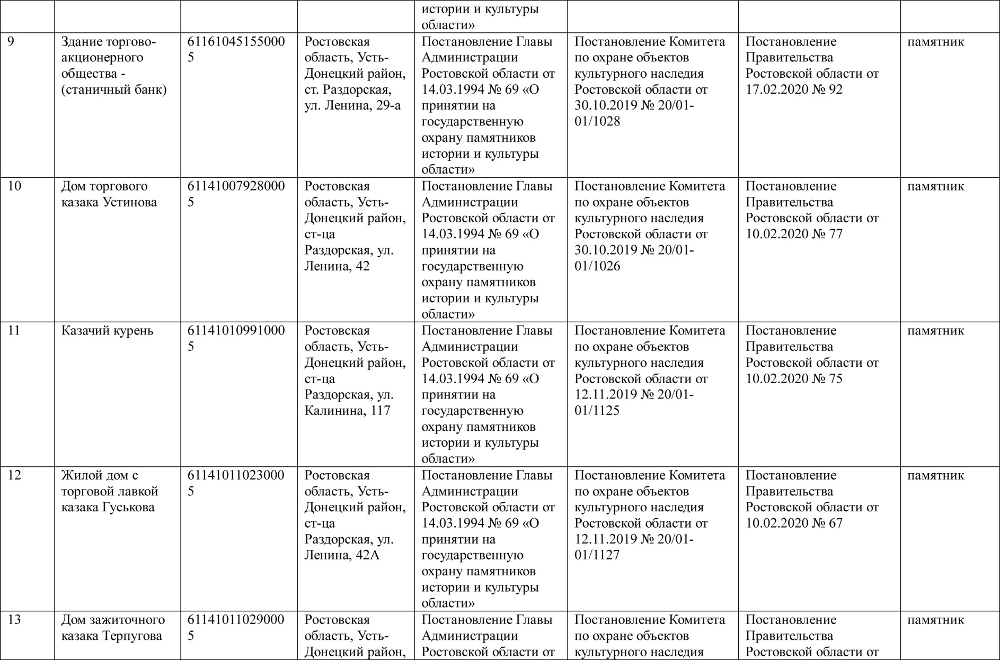 истории и культуры
области»
9
Здание торгово-
акционерного
общества -
(станичный банк)
61161045155000
5
Ростовская
область, Усть-
Донецкий район,
ст. Раздорская,
ул. Ленина, 29-а
Постановление Главы
Администрации
Ростовской области от
14.03.1994 № 69 «О
принятии на
государственную
охрану памятников
истории и культуры
области»
Постановление Комитета
по охране объектов
культурного наследия
Ростовской области от
30.10.2019 № 20/01-
01/1028
Постановление
Правительства
Ростовской области от
17.02.2020 № 92
памятник
10
Дом торгового
казака Устинова
61141007928000
5
Ростовская
область, Усть-
Донецкий район,
ст-ца
Раздорская, ул.
Ленина, 42
Постановление Главы
Администрации
Ростовской области от
14.03.1994 № 69 «О
принятии на
государственную
охрану памятников
истории и культуры
области»
Постановление Комитета
по охране объектов
культурного наследия
Ростовской области от
30.10.2019 № 20/01-
01/1026
Постановление
Правительства
Ростовской области от
10.02.2020 № 77
памятник
11
Казачий курень
61141010991000
5
Ростовская
область, Усть-
Донецкий район,
ст-ца
Раздорская, ул.
Калинина, 117
Постановление Главы
Администрации
Ростовской области от
14.03.1994 № 69 «О
принятии на
государственную
охрану памятников
истории и культуры
области»
Постановление Комитета
по охране объектов
культурного наследия
Ростовской области от
12.11.2019 № 20/01-
01/1125
Постановление
Правительства
Ростовской области от
10.02.2020 № 75
памятник
12
Жилой дом с
торговой лавкой
казака Гуськова
61141011023000
5
Ростовская
область, Усть-
Донецкий район,
ст-ца
Раздорская, ул.
Ленина, 42А
Постановление Главы
Администрации
Ростовской области от
14.03.1994 № 69 «О
принятии на
государственную
охрану памятников
истории и культуры
области»
Постановление Комитета
по охране объектов
культурного наследия
Ростовской области от
12.11.2019 № 20/01-
01/1127
Постановление
Правительства
Ростовской области от
10.02.2020 № 67
памятник
13
Дом зажиточного
казака Терпугова
61141011029000
5
Ростовская
область, Усть-
Донецкий район,
Постановление Главы
Администрации
Ростовской области от
Постановление Комитета
по охране объектов
культурного наследия
Постановление
Правительства
Ростовской области от
памятник